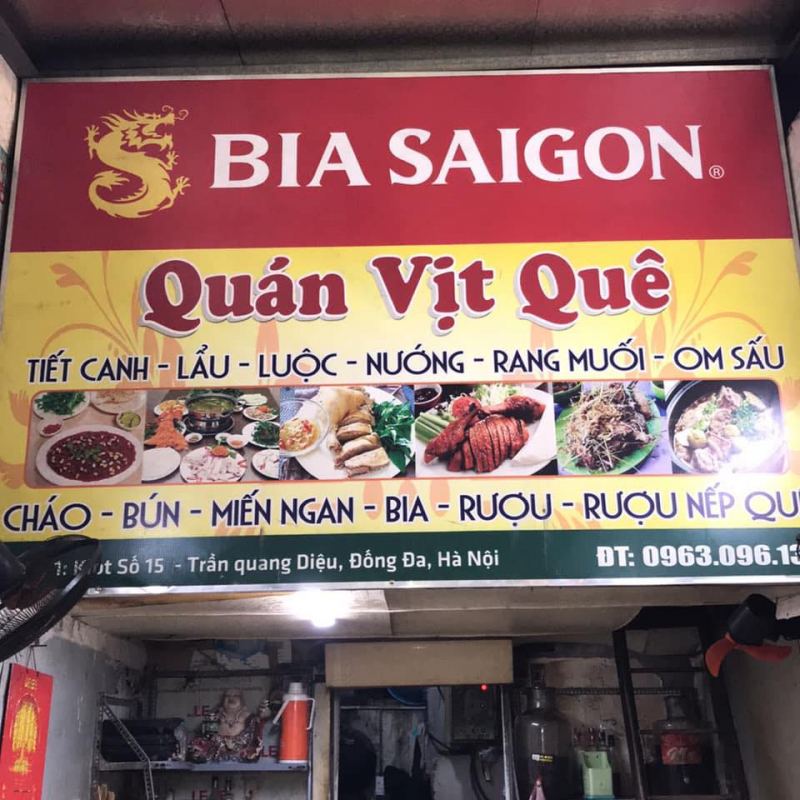 BIA SAIGON®
Quán Vịt Quê
TIẾT CANH - LẨU - LUỘC - NƯỚNG - RANG MUỐI - OM SẤU
CHÁO - BÚN - MIẾN NGAN - BIA - RƯỢU - RƯỢU NẾP QU
Số 15 - Trần quang Diệu, Đống Đa, Hà Nội
ĐT: 0963.096.13